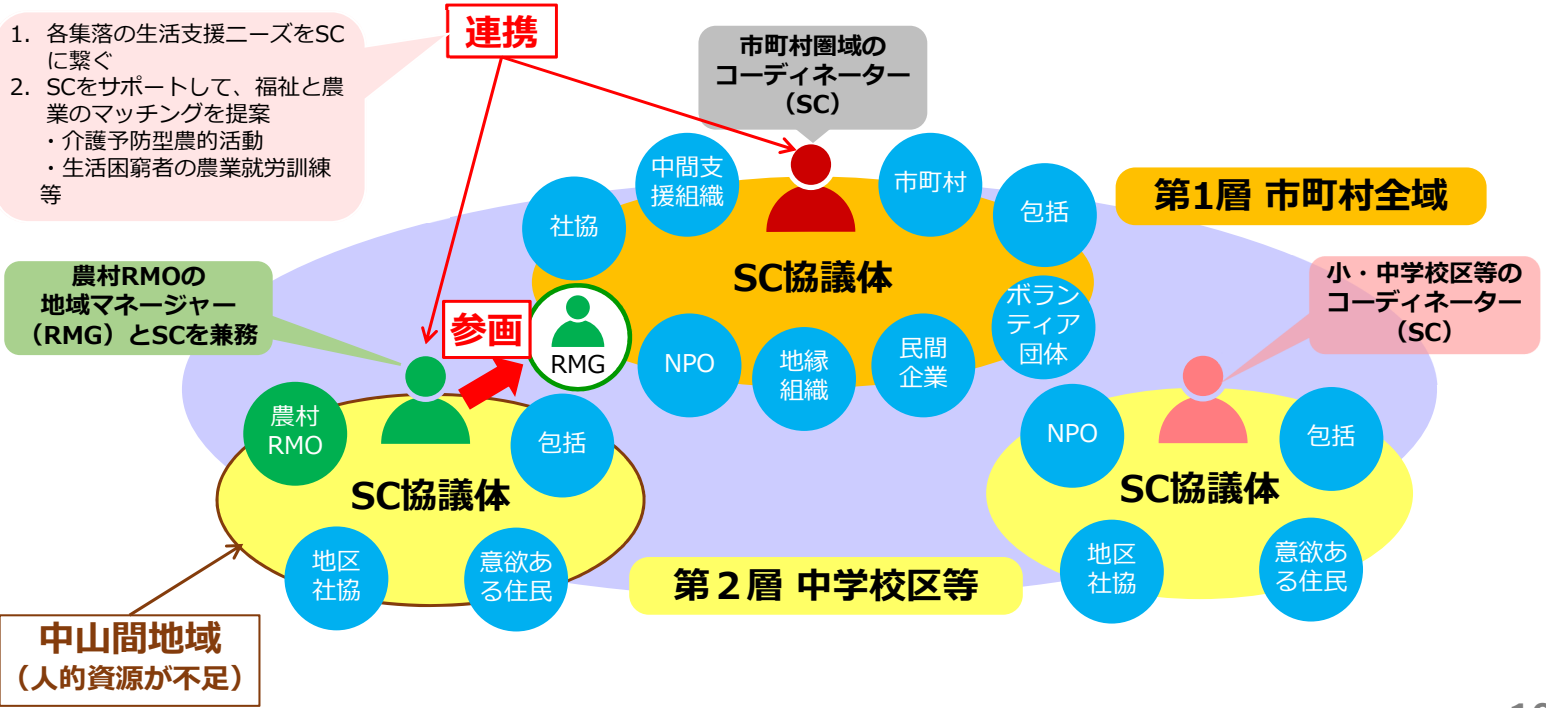 1. 各集落の生活支援ニーズをSC
に繋ぐ
2. SCをサポートして、福祉と農
業のマッチングを提案
・介護予防型農的活動
・生活困窮者の農業就労訓練
等
連携
市町村圏域の
コーディネーター
（SC）
中間支
援組織
市町村
社協
包括
第1層 市町村全域
SC協議体
農村RMOの
地域マネージャー
（RMG）とSCを兼務
参画
RMG
NPO
地縁
組織
民間
企業
ボラン
ティア
団体
小・中学校区等の
コーディネーター
（SC）
農村
RMO
包括
SC協議体
地区
社協
意欲あ
る住民
NPO
包括
SC協議体
地区
社協
意欲あ
る住民
第２層 中学校区等
中山間地域
（人的資源が不足）